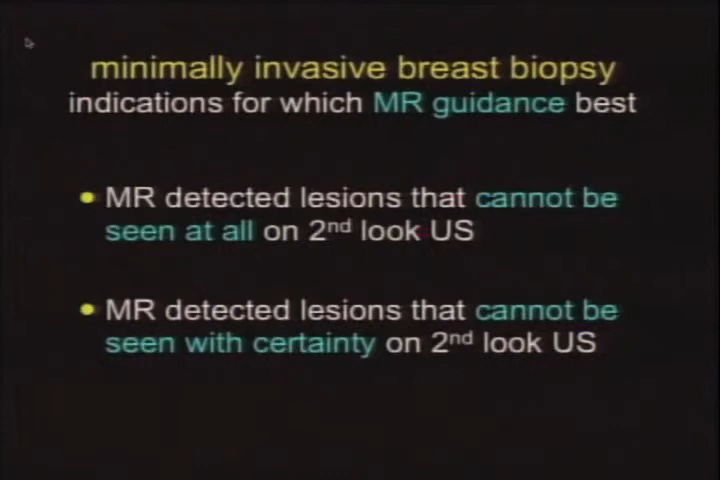 minimally invasive breast biopsy
indications for which MR guidance best
• MR detected lesions that cannot be
seen at all on 2nd look US
• MR detected lesions that cannot be
seen with certainty on 2nd look US